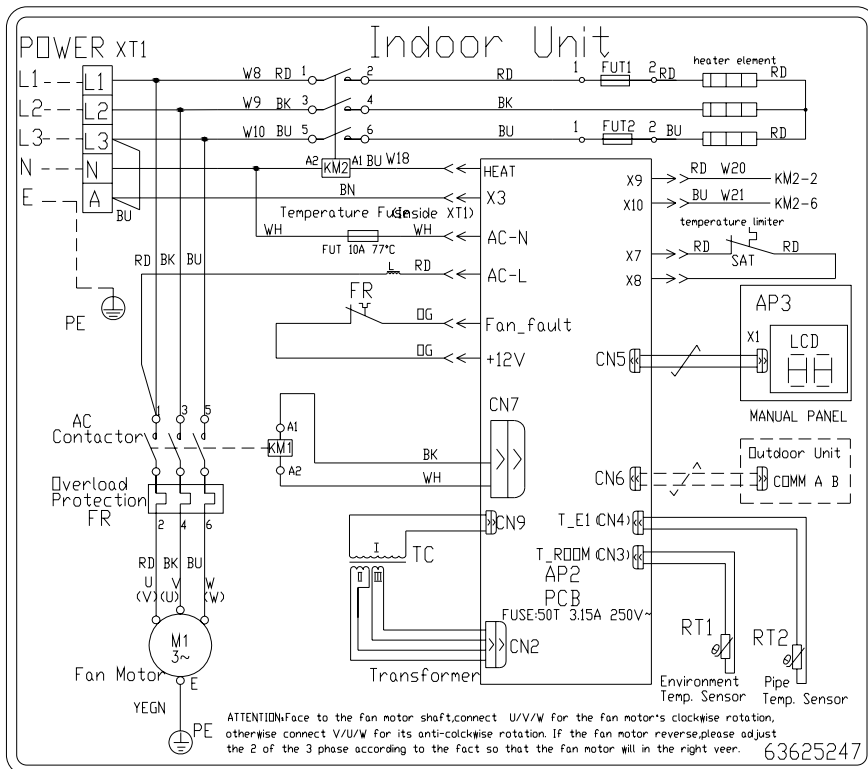 Indoor Unit
POWER XT1
L1 L1 W8 RD 1 2 RD 1 FUT1 2 RD heater element RD
L2 L2 W9 BK 3 4 BK
L3 L3 W10 BU 5 6 BU 1 FUT2 2 BU RD
N N A2 KM2 A1 BU W18 HEAT
E A BN X3
BU
X9 RD W20 KM2-2
X10 BU W21 KM2-6
Temperature Fuse (inside XT1)
WH WH AC-N
FUT 10A 77°C
temperature limiter
X7 RD SAT RD
X8
RD BK BU
L RD AC-L
PE
FR OG Fan_fault
OG +12V
AP3
X1 LCD
CN5
MANUAL PANEL
1 3 5
AC
Contactor
KM1
A1
A2
CN7
BK
WH
Outdoor Unit
CN6 COMM A B
Overload
Protection
FR
2 4 6
CN9
I TC
II III
T_E1 (CN4)
T_ROOM (CN3)
AP2
PCB
FUSE:50T 3.15A 250V~
RD BK BU
U V W
(V) (U) (W)
M1
3~
Fan Motor
E
Transformer
CN2
RT1
RT2
Environment
Temp. Sensor
Pipe
Temp. Sensor
YEGN
PE
ATTENTION:Face to the fan motor shaft,connect U/V/W for the fan motor's clockwise rotation,
otherwise connect V/U/W for its anti-colckwise rotation. If the fan motor reverse,please adjust
the 2 of the 3 phase according to the fact so that the fan motor will in the right veer.
63625247